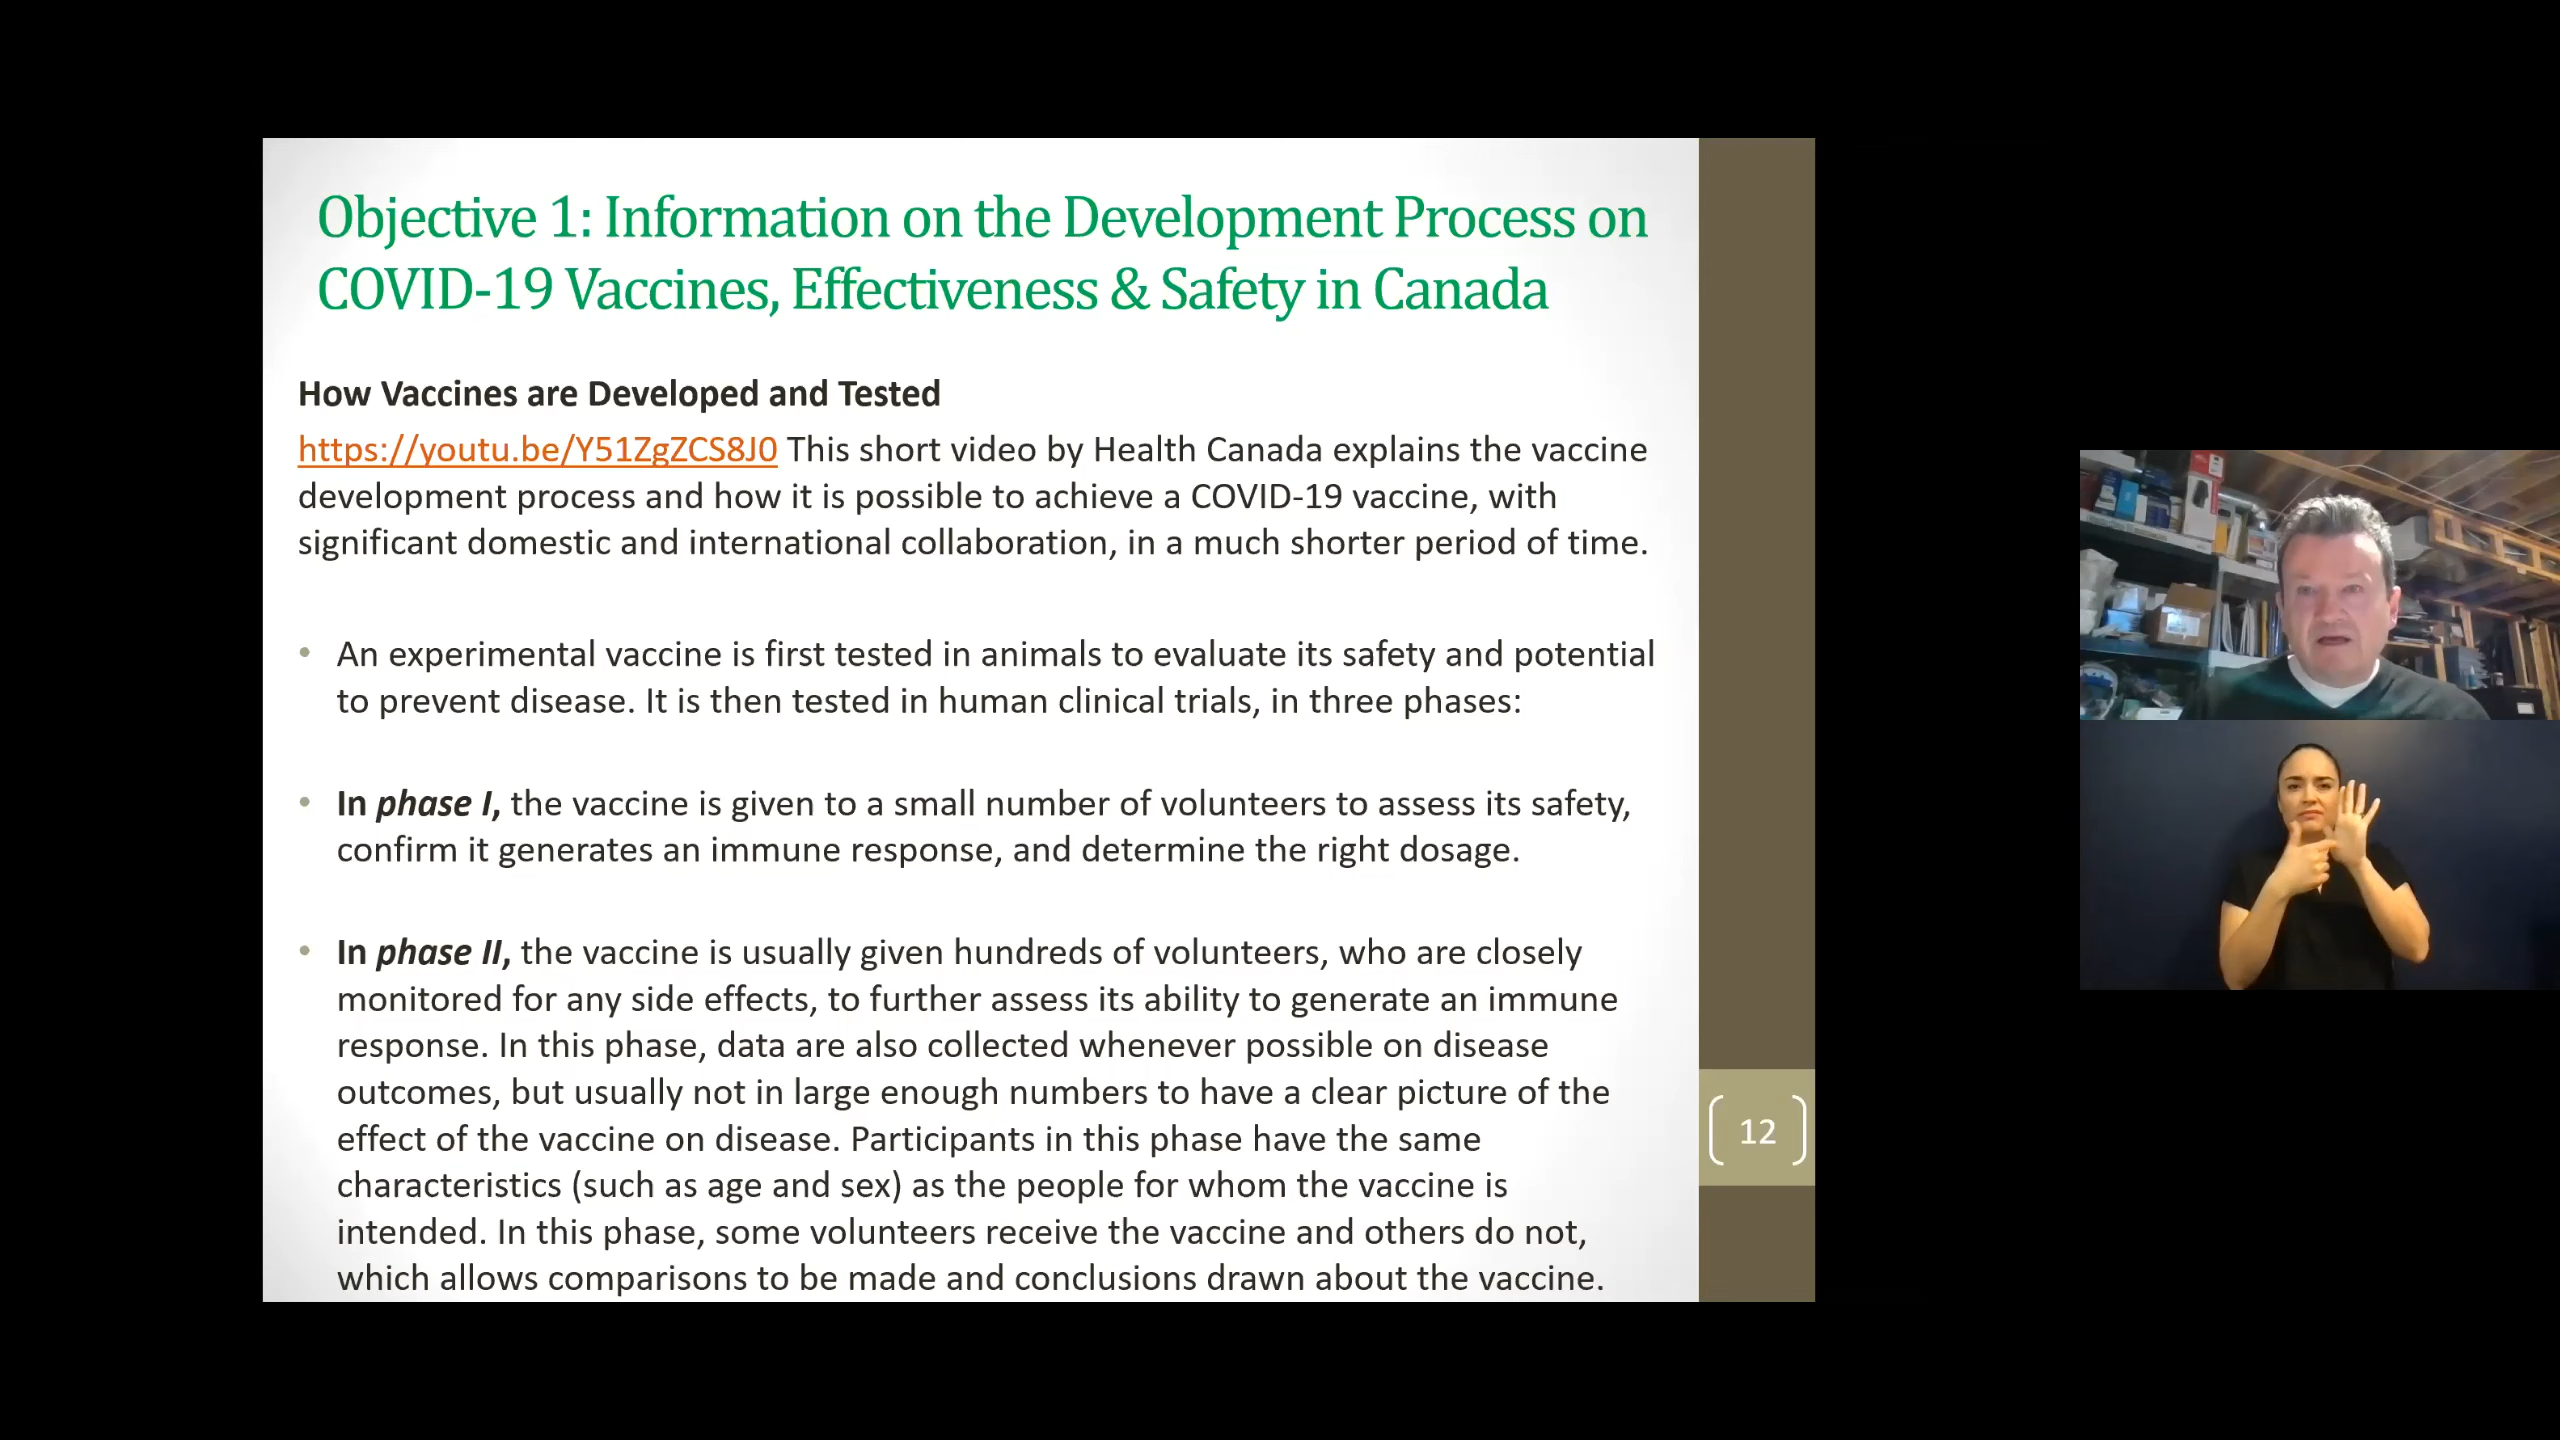 Objective 1: Information on the Development Process on
COVID-19 Vaccines, Effectiveness & Safety in Canada
How Vaccines are Developed and Tested
https://youtu.be/Y51ZgZCS8J0 This short video by Health Canada explains the vaccine
development process and how it is possible to achieve a COVID-19 vaccine, with
significant domestic and international collaboration, in a much shorter period of time.
• An experimental vaccine is first tested in animals to evaluate its safety and potential
to prevent disease. It is then tested in human clinical trials, in three phases:
• In phase I, the vaccine is given to a small number of volunteers to assess its safety,
confirm it generates an immune response, and determine the right dosage.
• In phase II, the vaccine is usually given hundreds of volunteers, who are closely
monitored for any side effects, to further assess its ability to generate an immune
response. In this phase, data are also collected whenever possible on disease
outcomes, but usually not in large enough numbers to have a clear picture of the
effect of the vaccine on disease. Participants in this phase have the same
characteristics (such as age and sex) as the people for whom the vaccine is
intended. In this phase, some volunteers receive the vaccine and others do not,
which allows comparisons to be made and conclusions drawn about the vaccine.
12